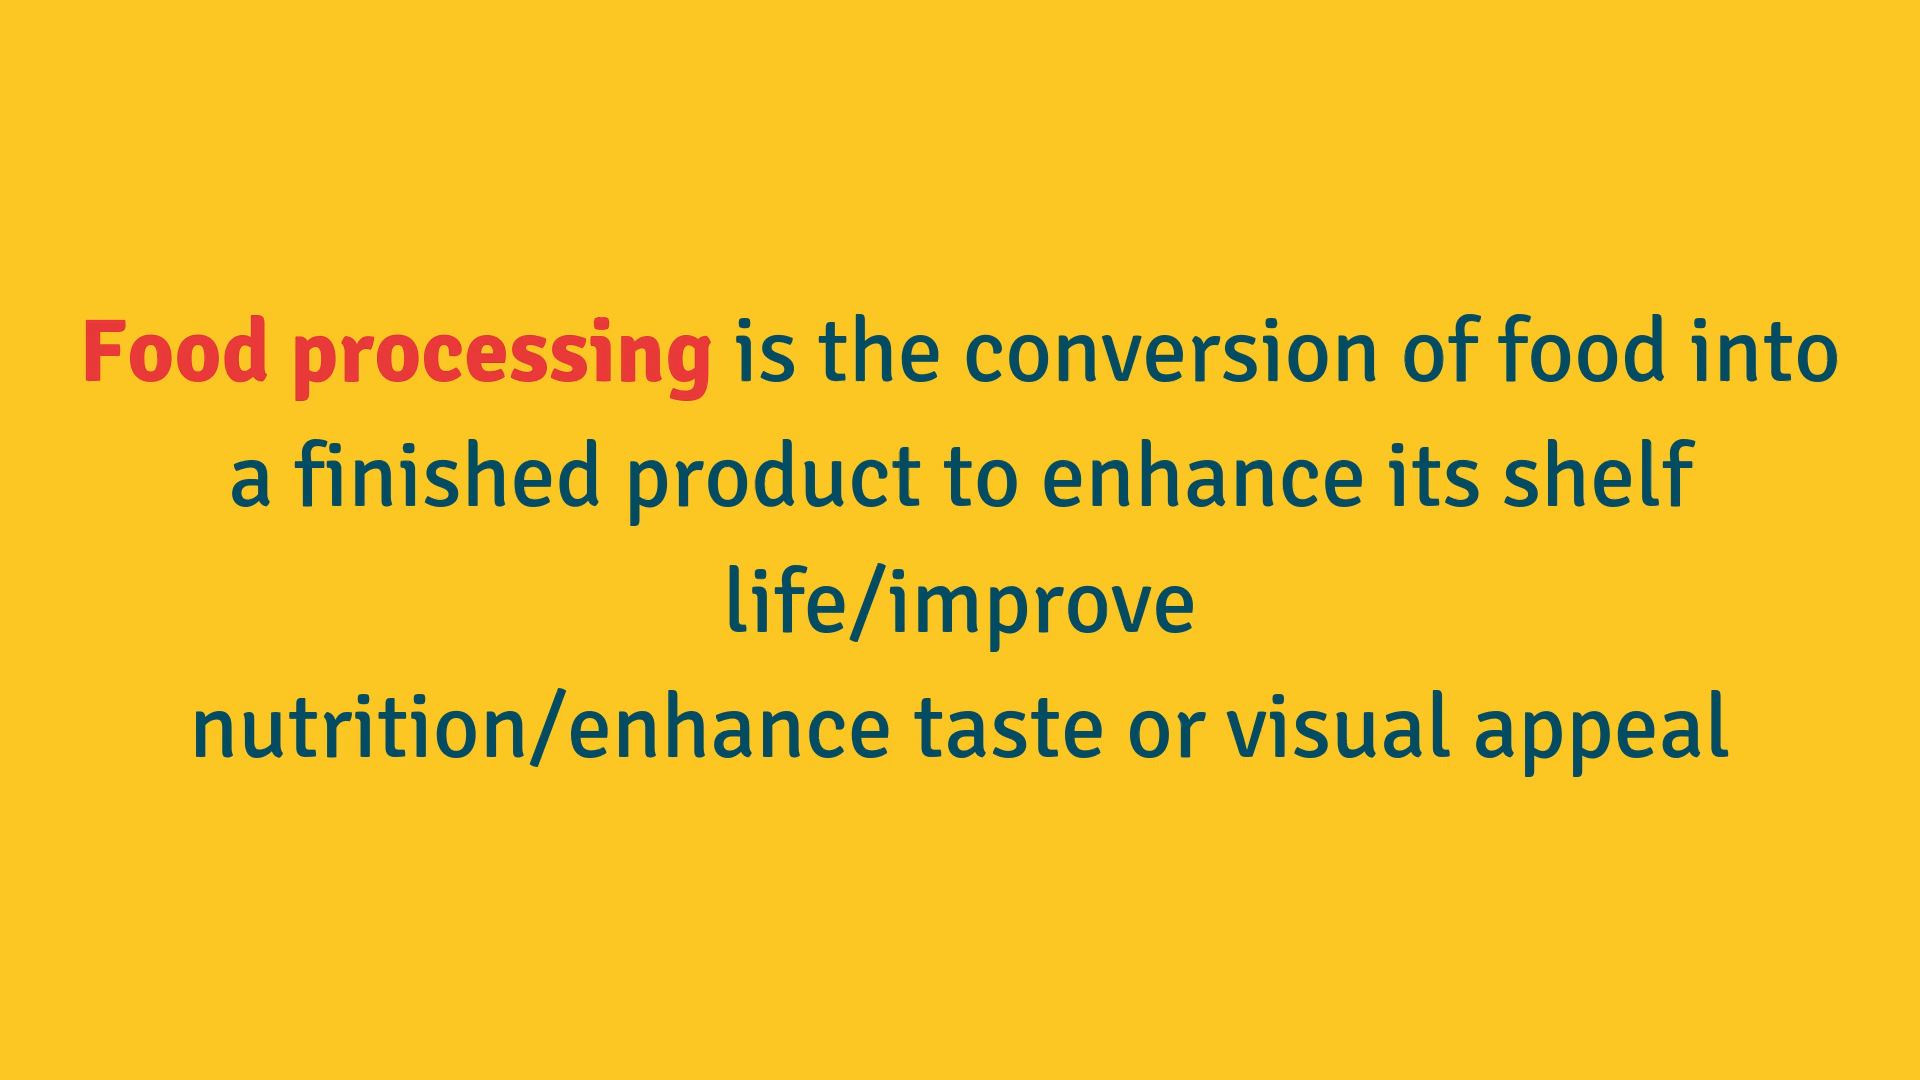 Food processing is the conversion of food into
a finished product to enhance its shelf
life/improve
nutrition/enhance taste or visual appeal